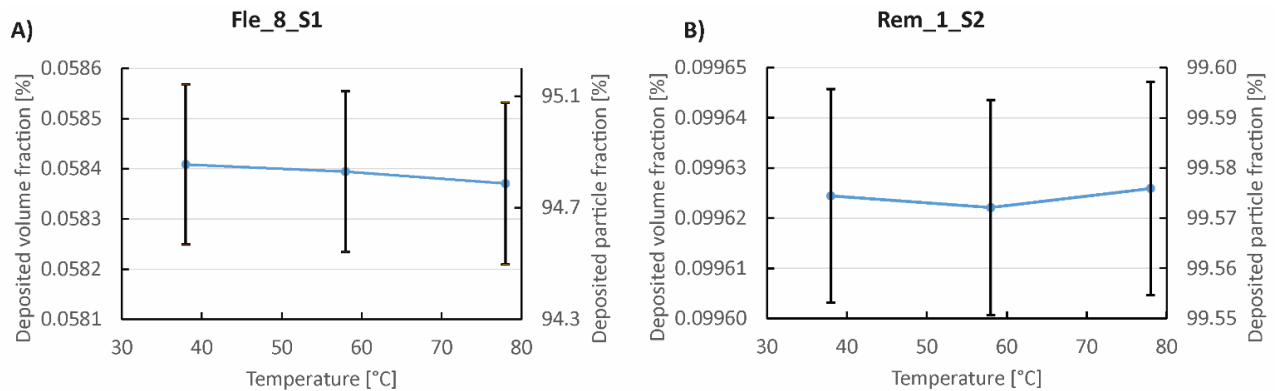 A)
Fle_8_S1
Deposited volume fraction [%]
0.0586
0.0585
0.0584
0.0583
0.0582
0.0581
95.1
94.7
94.3
Deposited particle fraction [%]
30 40 50 60 70 80
Temperature [°C]
B)
Rem_1_S2
Deposited volume fraction [%]
0.09965
0.09964
0.09963
0.09962
0.09961
0.09960
99.60
99.59
99.58
99.57
99.56
99.55
Deposited particle fraction [%]
30 40 50 60 70 80
Temperature [°C]